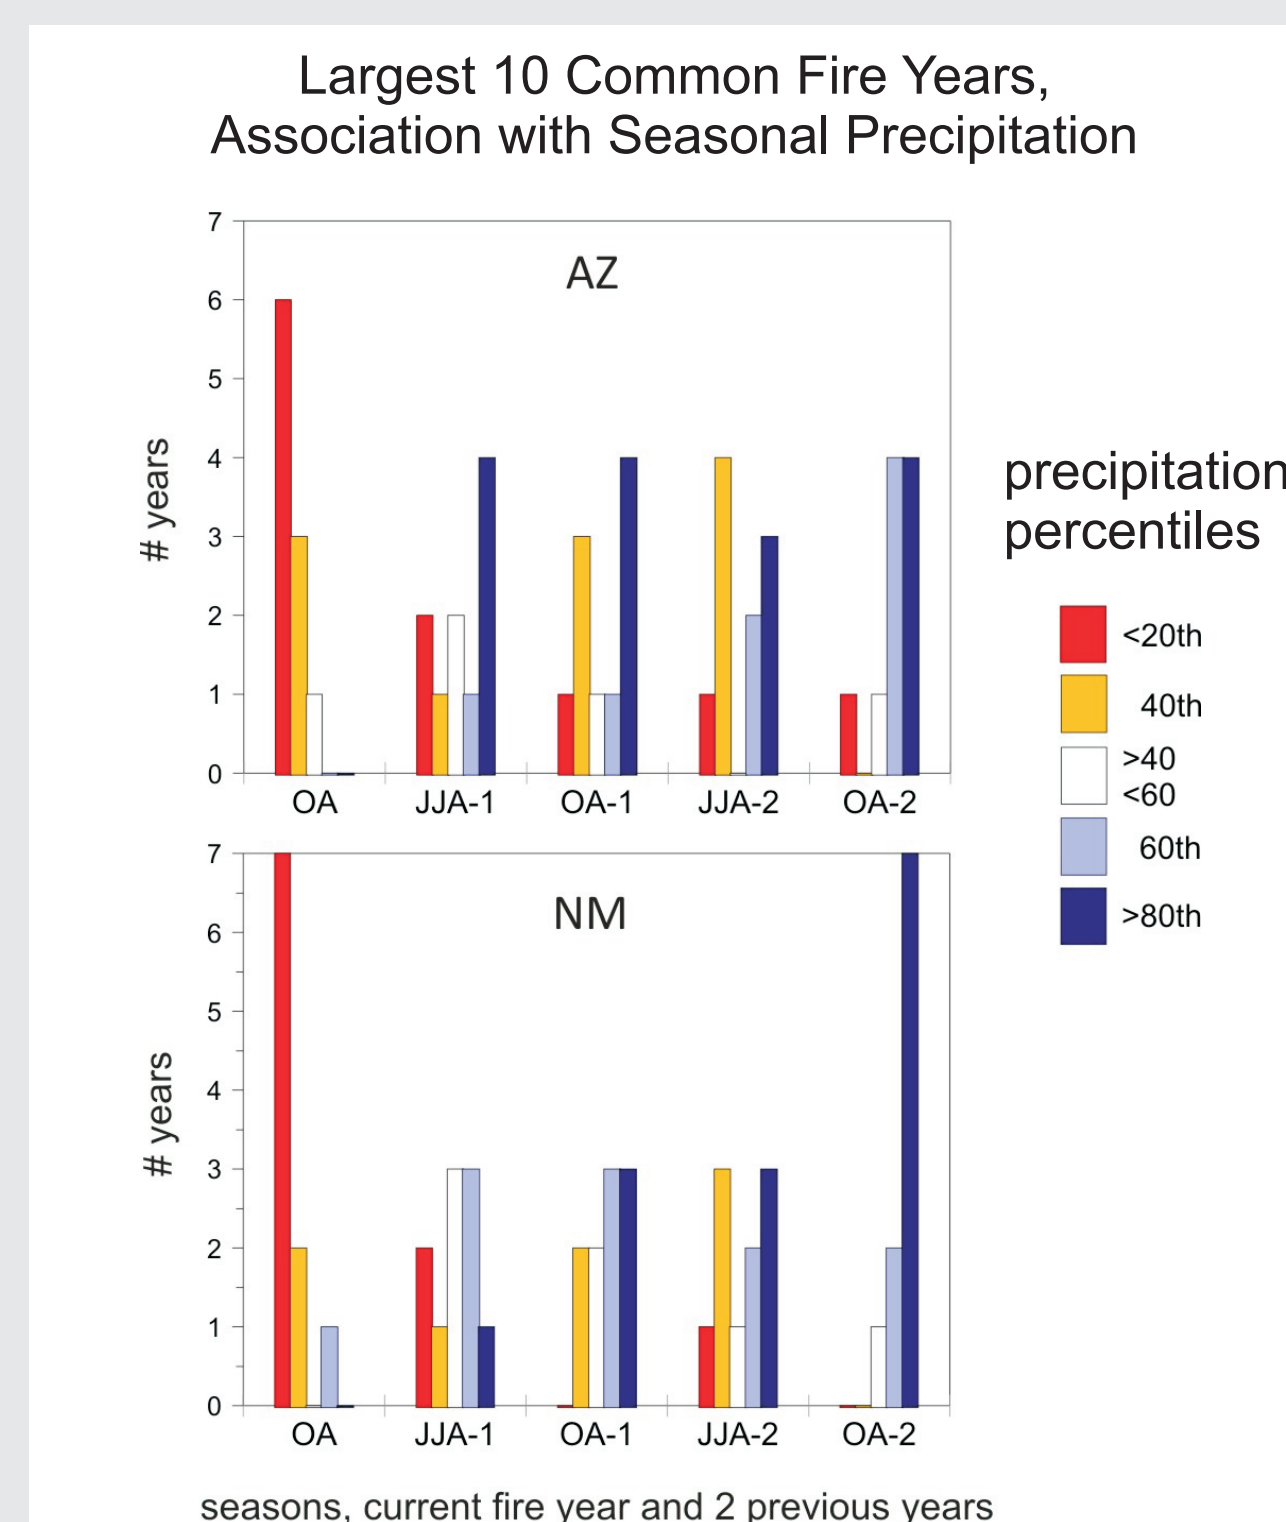 Largest 10 Common Fire Years,
Association with Seasonal Precipitation
7
6
5
4
3
2
1
0
# years
AZ
OA
JJA-1
OA-1
JJA-2
OA-2
precipitation
percentiles
<20th
40th
>40
<60
60th
>80th
7
6
5
4
3
2
1
0
# years
NM
OA
JJA-1
OA-1
JJA-2
OA-2
seasons, current fire year and 2 previous years